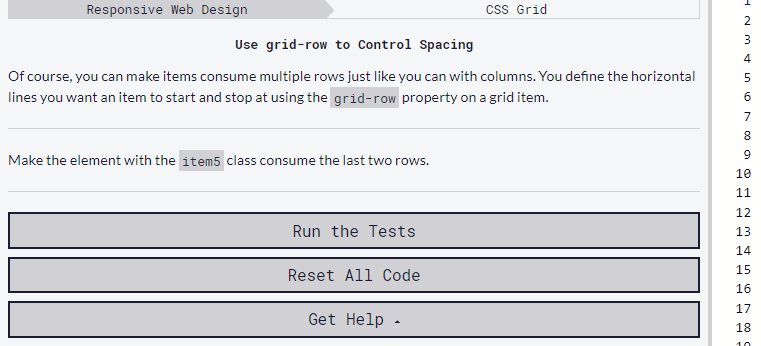 Responsive Web Design
CSS Grid
Use grid-row to Control Spacing
Of course, you can make items consume multiple rows just like you can with columns. You define the horizontal
lines you want an item to start and stop at using the grid-row property on a grid item.
Make the element with the item5 class consume the last two rows.
Run the Tests
Reset All Code
Get Help
1
2
3
4
5
6
7
8
9
10
11
12
13
14
15
16
17
18